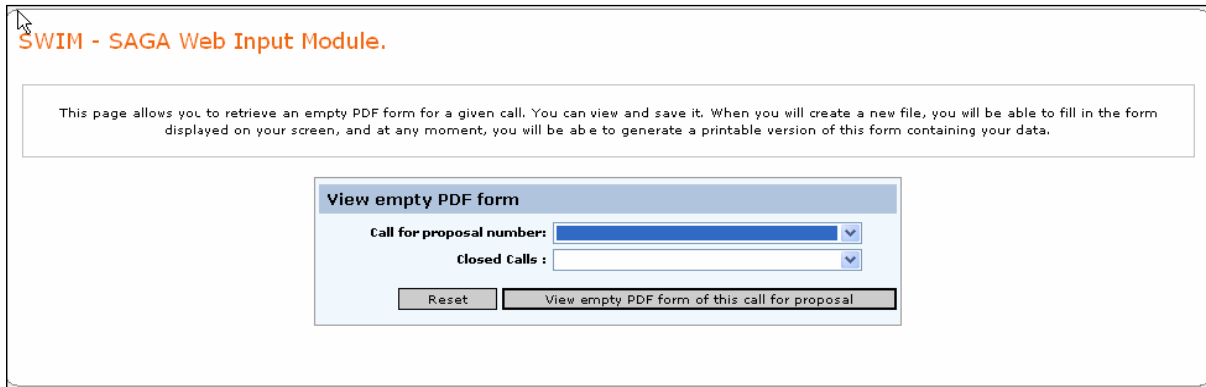 SWIM - SAGA Web Input Module.
This page allows you to retrieve an empty PDF form for a given call. You can view and save it. When you will create a new file, you will be able to fill in the form
displayed on your screen, and at any moment, you will be able to generate a printable version of this form containing your data.
View empty PDF form
Call for proposal number:
Closed Calls :
Reset View empty PDF form of this call for proposal